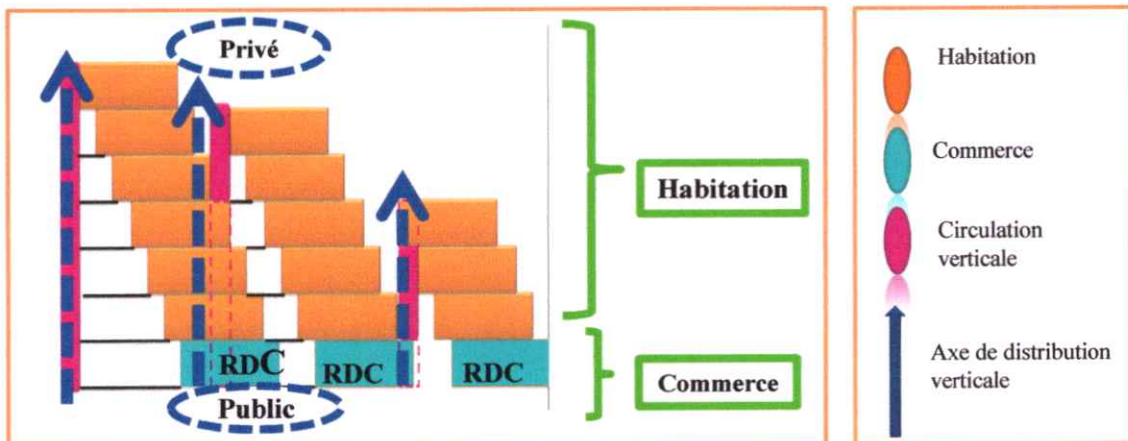 Privé
Habitation
RDC
RDC
RDC
Public
Commerce
Habitation
Commerce
Circulation
verticale
Axe de distribution
verticale